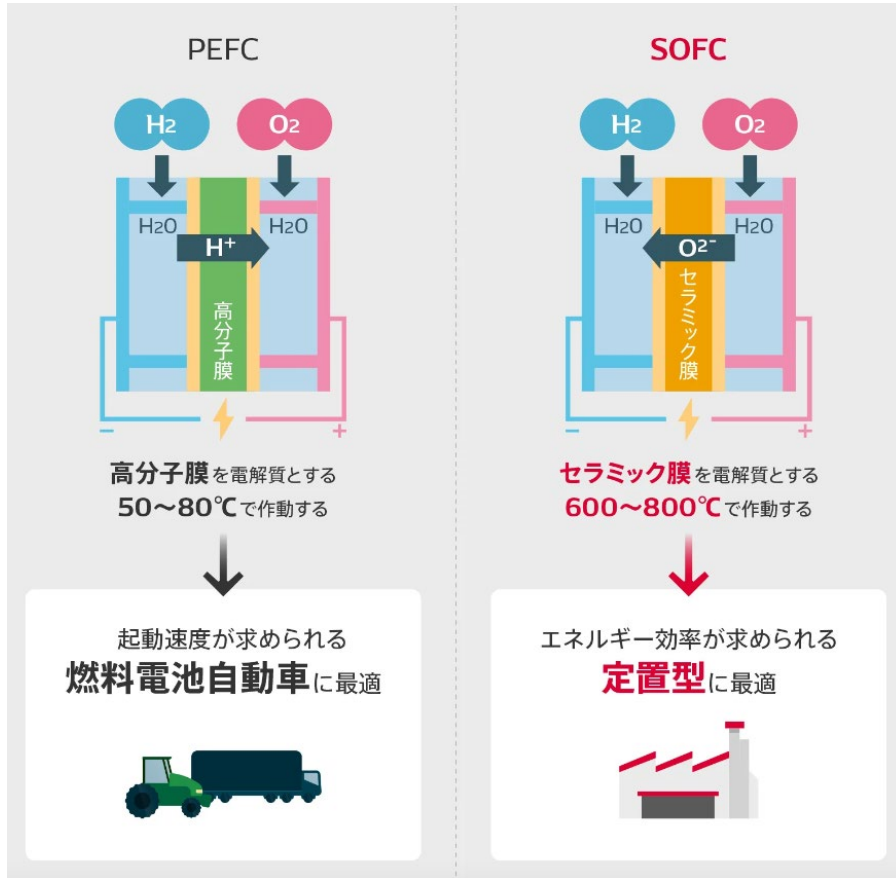 PEFC
H2
O2
H2O
H2O
H+
高分子膜
−
+
高分子膜を電解質とする
50〜80℃で作動する
起動速度が求められる
燃料電池自動車に最適
SOFC
H2
O2
H2O
H2O
O2-
セラミック膜
−
+
セラミック膜を電解質とする
600〜800℃で作動する
エネルギー効率が求められる
定置型に最適